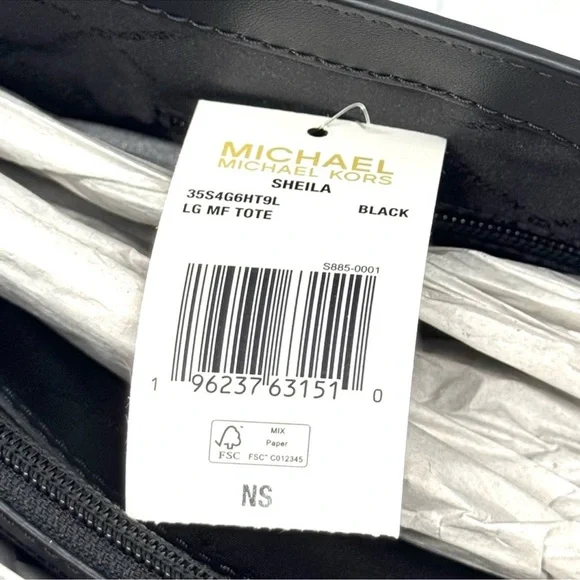 MICHAEL
MICHAEL KORS
SHEILA
35S4G6HT9L
LG MF TOTE BLACK
S885-0001
1 96237 63151 0
MIX
Paper
FSC FSC™ C012345
NS